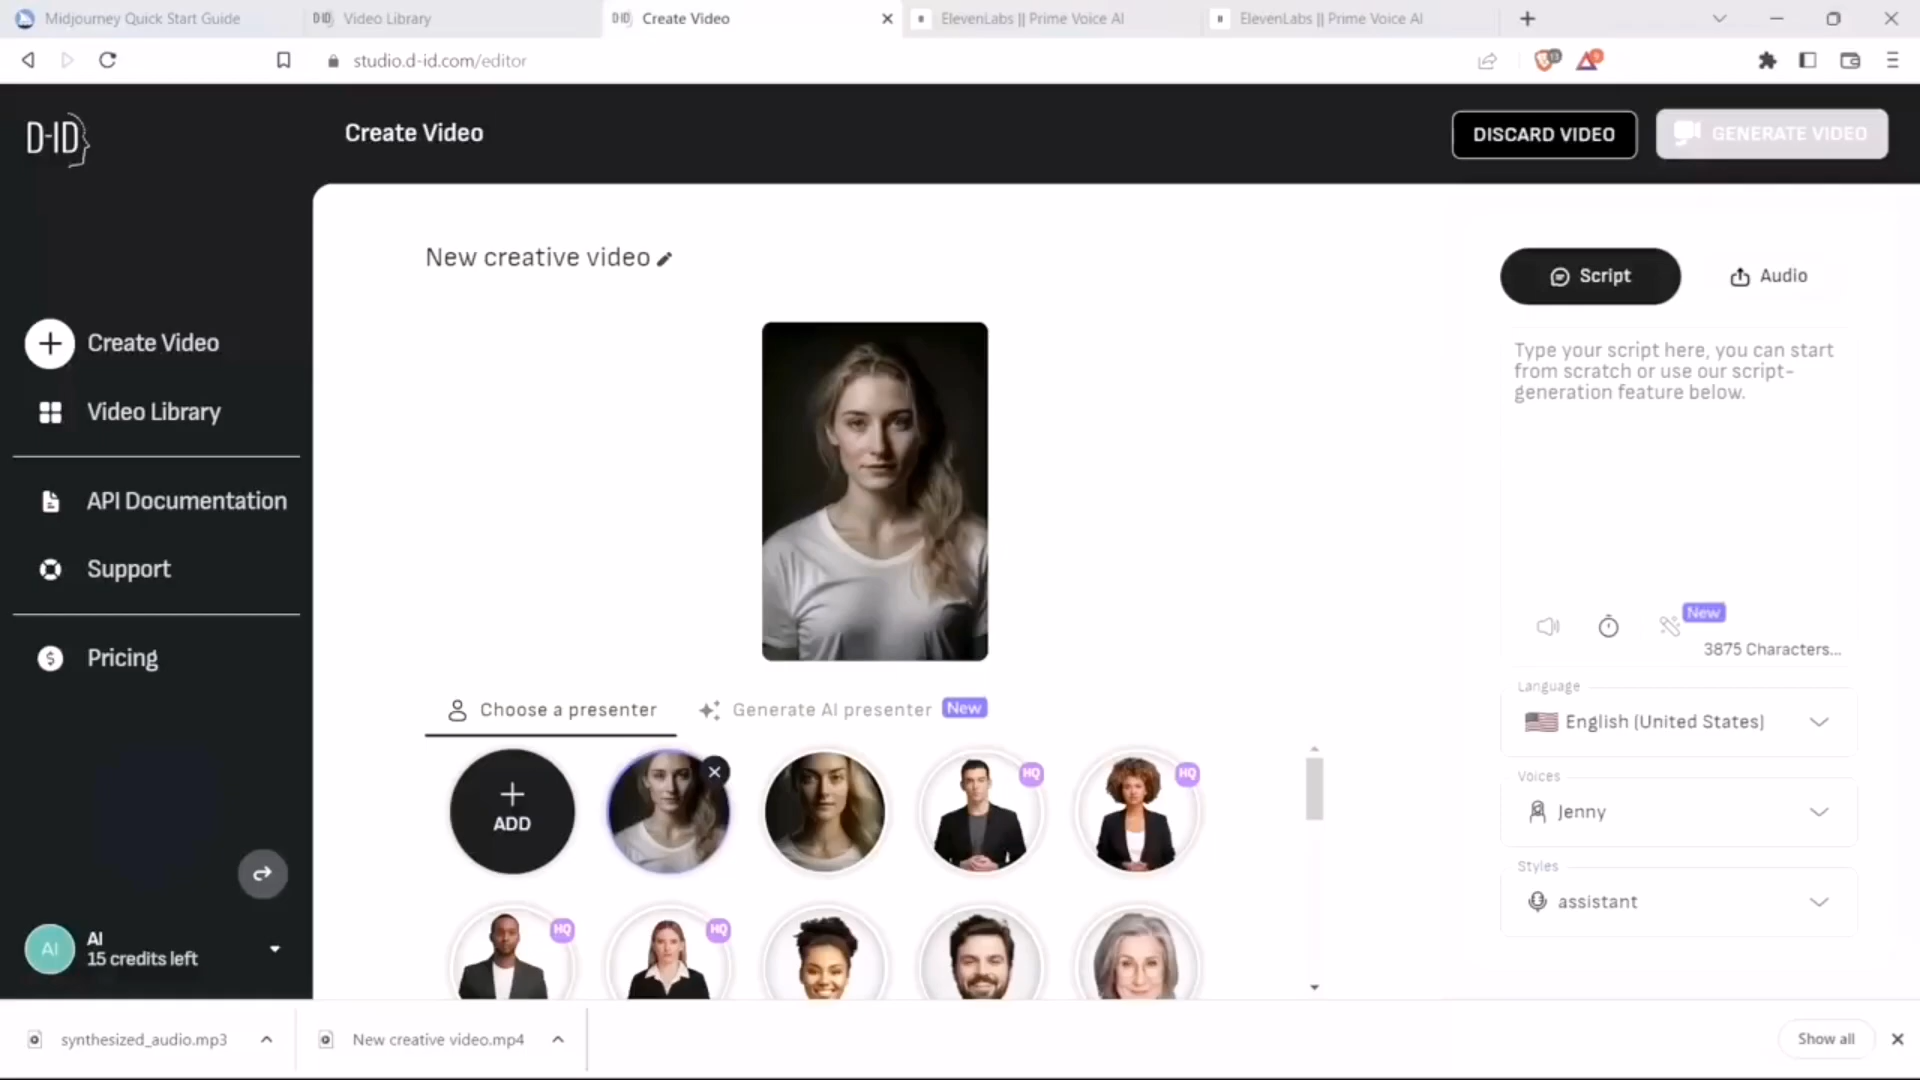 Midjourney Quick Start Guide
D-ID Video Library
D-ID Create Video
ElevenLabs || Prime Voice AI
ElevenLabs || Prime Voice AI
studio.d-id.com/editor
D-ID
Create Video
DISCARD VIDEO
GENERATE VIDEO
New creative video
Script
Audio
Type your script here, you can start
from scratch or use our script-
generation feature below.
Create Video
Video Library
API Documentation
Support
Pricing
New
3875 Characters...
Language
English (United States)
Choose a presenter
Generate AI presenter New
Voices
Jenny
ADD
HQ
HQ
Styles
assistant
HQ
HQ
AI
AI
15 credits left
synthesized_audio.mp3
New creative video.mp4
Show all